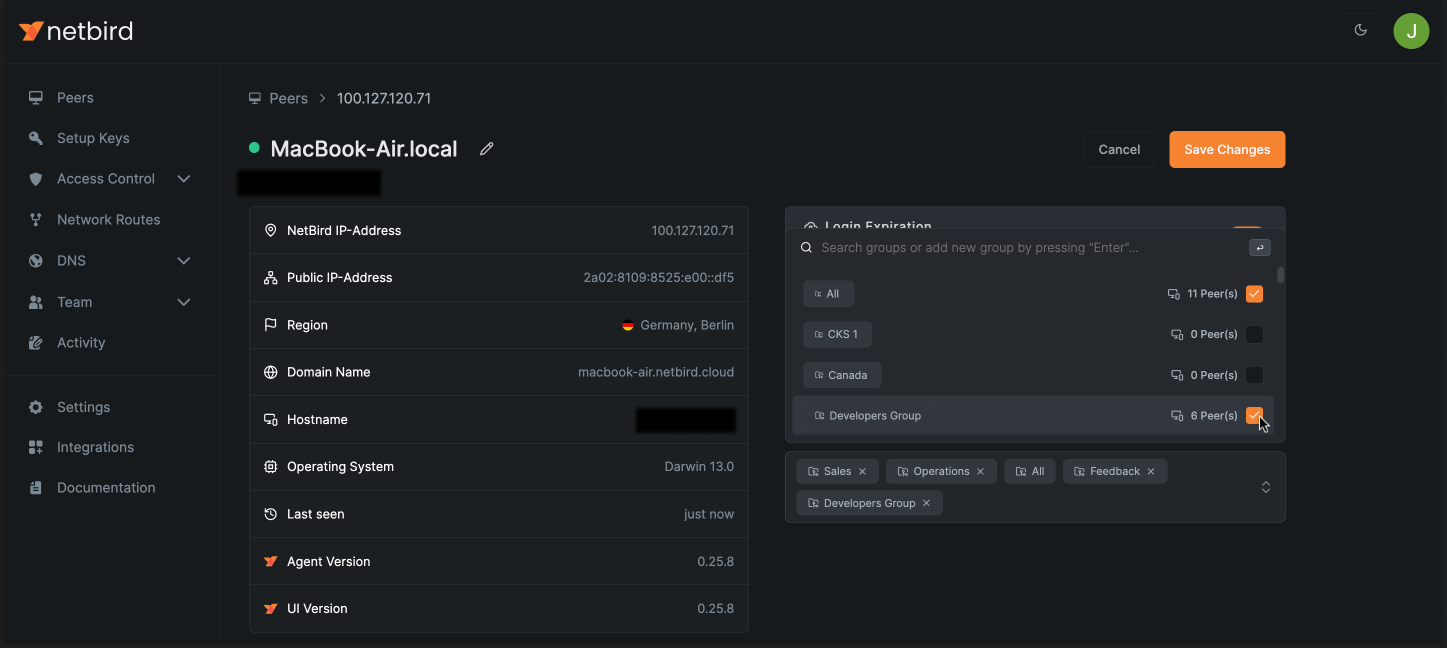 netbird
J
Peers
Setup Keys
Access Control
Network Routes
DNS
Team
Activity
Settings
Integrations
Documentation
Peers > 100.127.120.71
MacBook-Air.local
Cancel
Save Changes
NetBird IP-Address 100.127.120.71
Public IP-Address 2a02:8109:8525:e00::df5
Region Germany, Berlin
Domain Name macbook-air.netbird.cloud
Hostname
Operating System Darwin 13.0
Last seen just now
Agent Version 0.25.8
UI Version 0.25.8
Login Expiration
Search groups or add new group by pressing "Enter"...
All 11 Peer(s)
CKS 1 0 Peer(s)
Canada 0 Peer(s)
Developers Group 6 Peer(s)
Sales × Operations × All Feedback ×
Developers Group ×